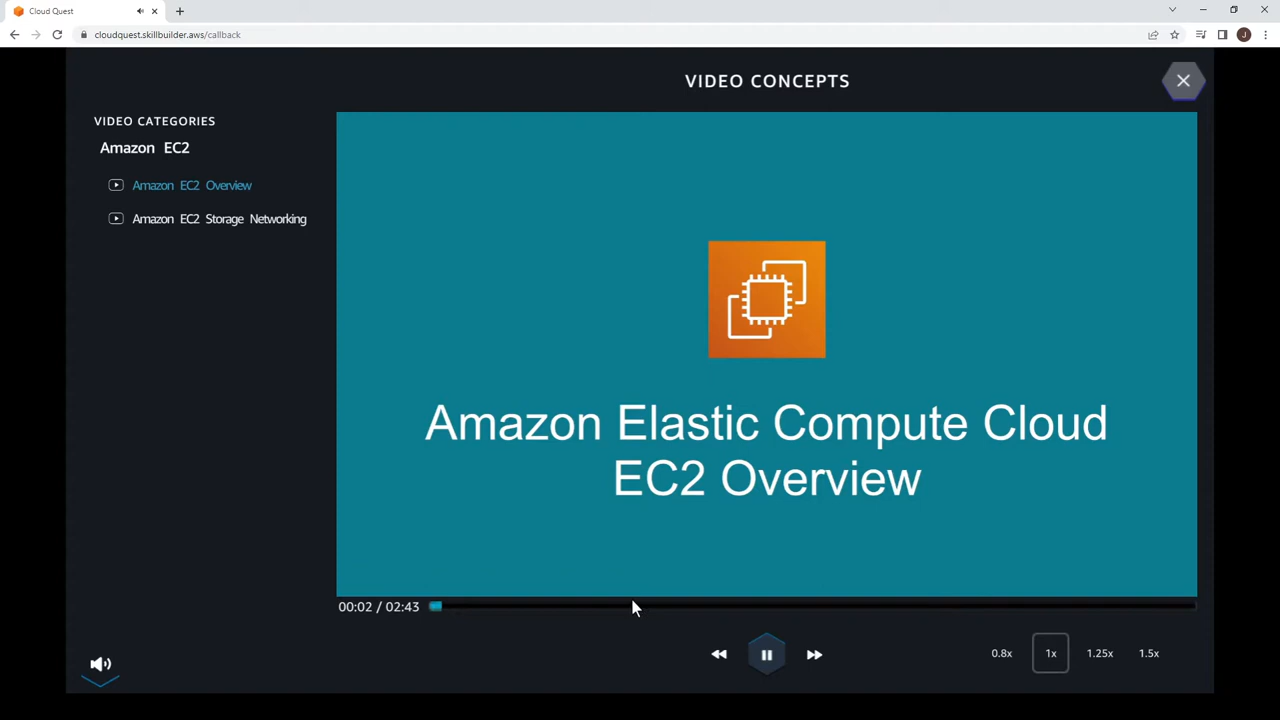 Cloud Quest
cloudquest.skillbuilder.aws/callback
J
VIDEO CONCEPTS
VIDEO CATEGORIES
Amazon EC2
Amazon EC2 Overview
Amazon EC2 Storage Networking
Amazon Elastic Compute Cloud
EC2 Overview
00:02 / 02:43
0.8x 1x 1.25x 1.5x